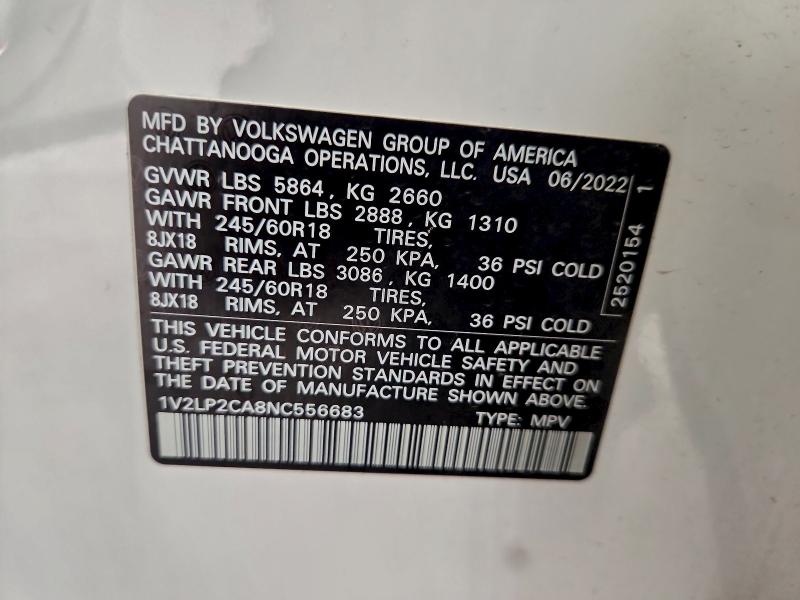 MFD BY VOLKSWAGEN GROUP OF AMERICA
CHATTANOOGA OPERATIONS, LLC. USA 06/2022
GVWR LBS 5864, KG 2660
GAWR FRONT LBS 2888, KG 1310
WITH 245/60R18 TIRES,
8JX18 RIMS, AT 250 KPA, 36 PSI COLD
GAWR REAR LBS 3086, KG 1400
WITH 245/60R18 TIRES,
8JX18 RIMS, AT 250 KPA, 36 PSI COLD
THIS VEHICLE CONFORMS TO ALL APPLICABLE
U.S. FEDERAL MOTOR VEHICLE SAFETY AND
THEFT PREVENTION STANDARDS IN EFFECT ON
THE DATE OF MANUFACTURE SHOWN ABOVE.
1V2LP2CA8NC556683 TYPE: MPV
2520154 1